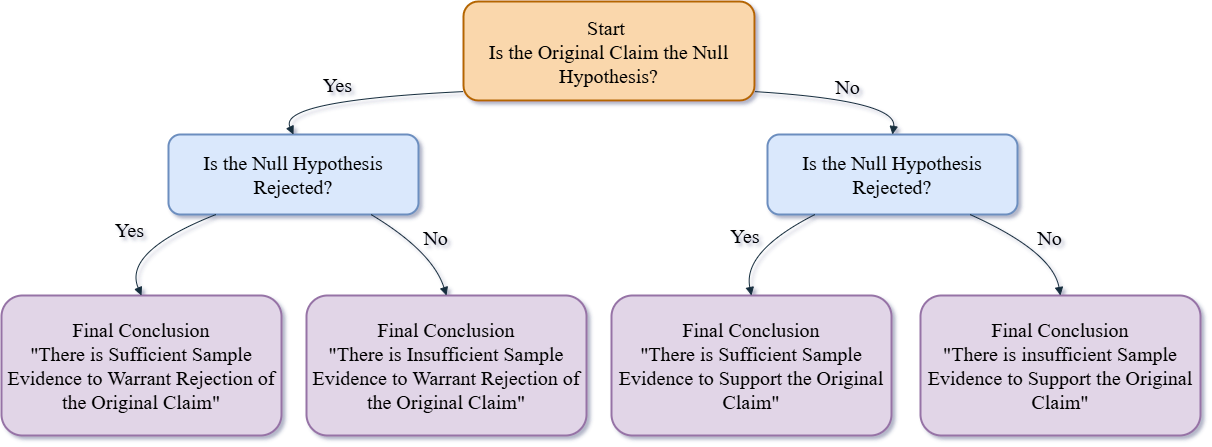 Start
Is the Original Claim the Null
Hypothesis?
Yes
No
Is the Null Hypothesis
Rejected?
Is the Null Hypothesis
Rejected?
Yes
No
Yes
No
Final Conclusion
"There is Sufficient Sample
Evidence to Warrant Rejection of
the Original Claim"
Final Conclusion
"There is Insufficient Sample
Evidence to Warrant Rejection of
the Original Claim"
Final Conclusion
"There is Sufficient Sample
Evidence to Support the Original
Claim"
Final Conclusion
"There is insufficient Sample
Evidence to Support the Original
Claim"